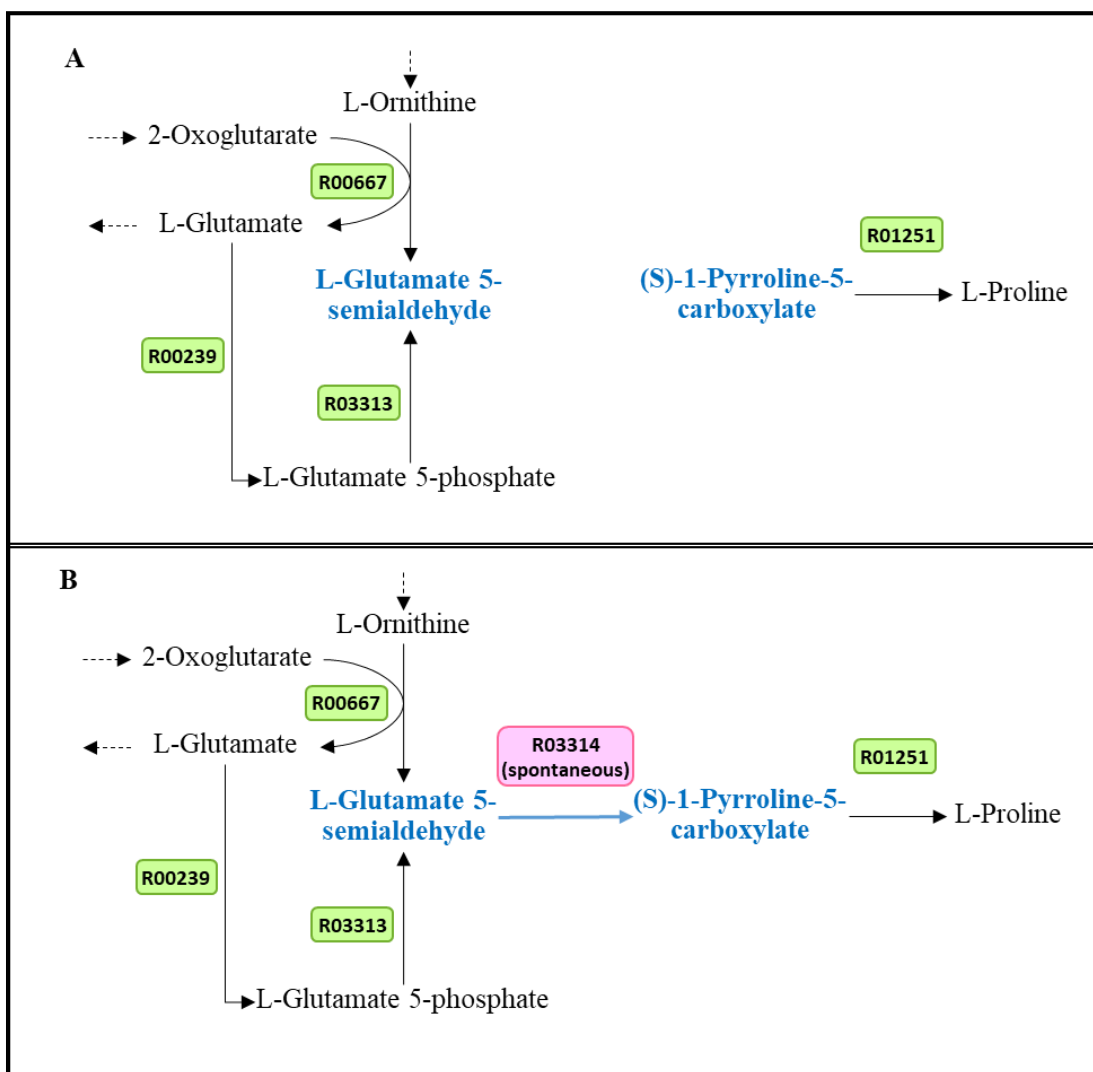 A
L-Ornithine
2-Oxoglutarate
R00667
L-Glutamate
R01251
L-Glutamate 5-
semialdehyde
(S)-1-Pyrroline-5-
carboxylate
L-Proline
R00239
R03313
L-Glutamate 5-phosphate
B
L-Ornithine
2-Oxoglutarate
R00667
L-Glutamate
R03314
(spontaneous)
R01251
L-Glutamate 5-
semialdehyde
(S)-1-Pyrroline-5-
carboxylate
L-Proline
R00239
R03313
L-Glutamate 5-phosphate